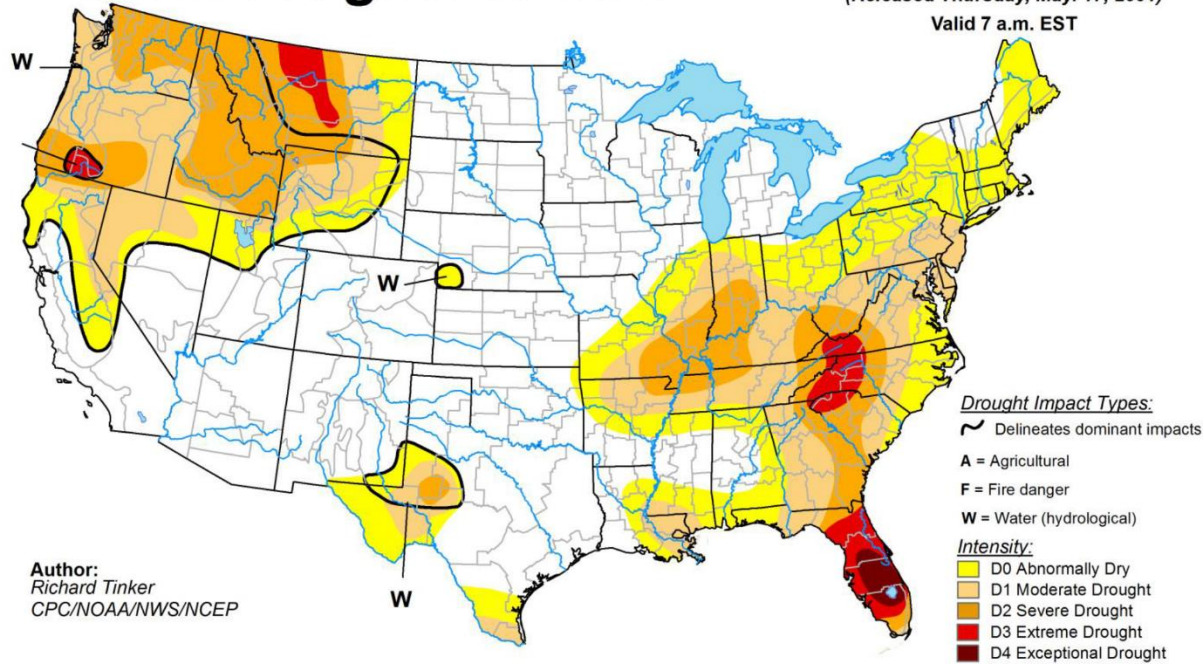 Valid 7 a.m. EST
W
W
W
Drought Impact Types:
Delineates dominant impacts
A = Agricultural
F = Fire danger
W = Water (hydrological)
Intensity:
D0 Abnormally Dry
D1 Moderate Drought
D2 Severe Drought
D3 Extreme Drought
D4 Exceptional Drought
Author:
Richard Tinker
CPC/NOAA/NWS/NCEP